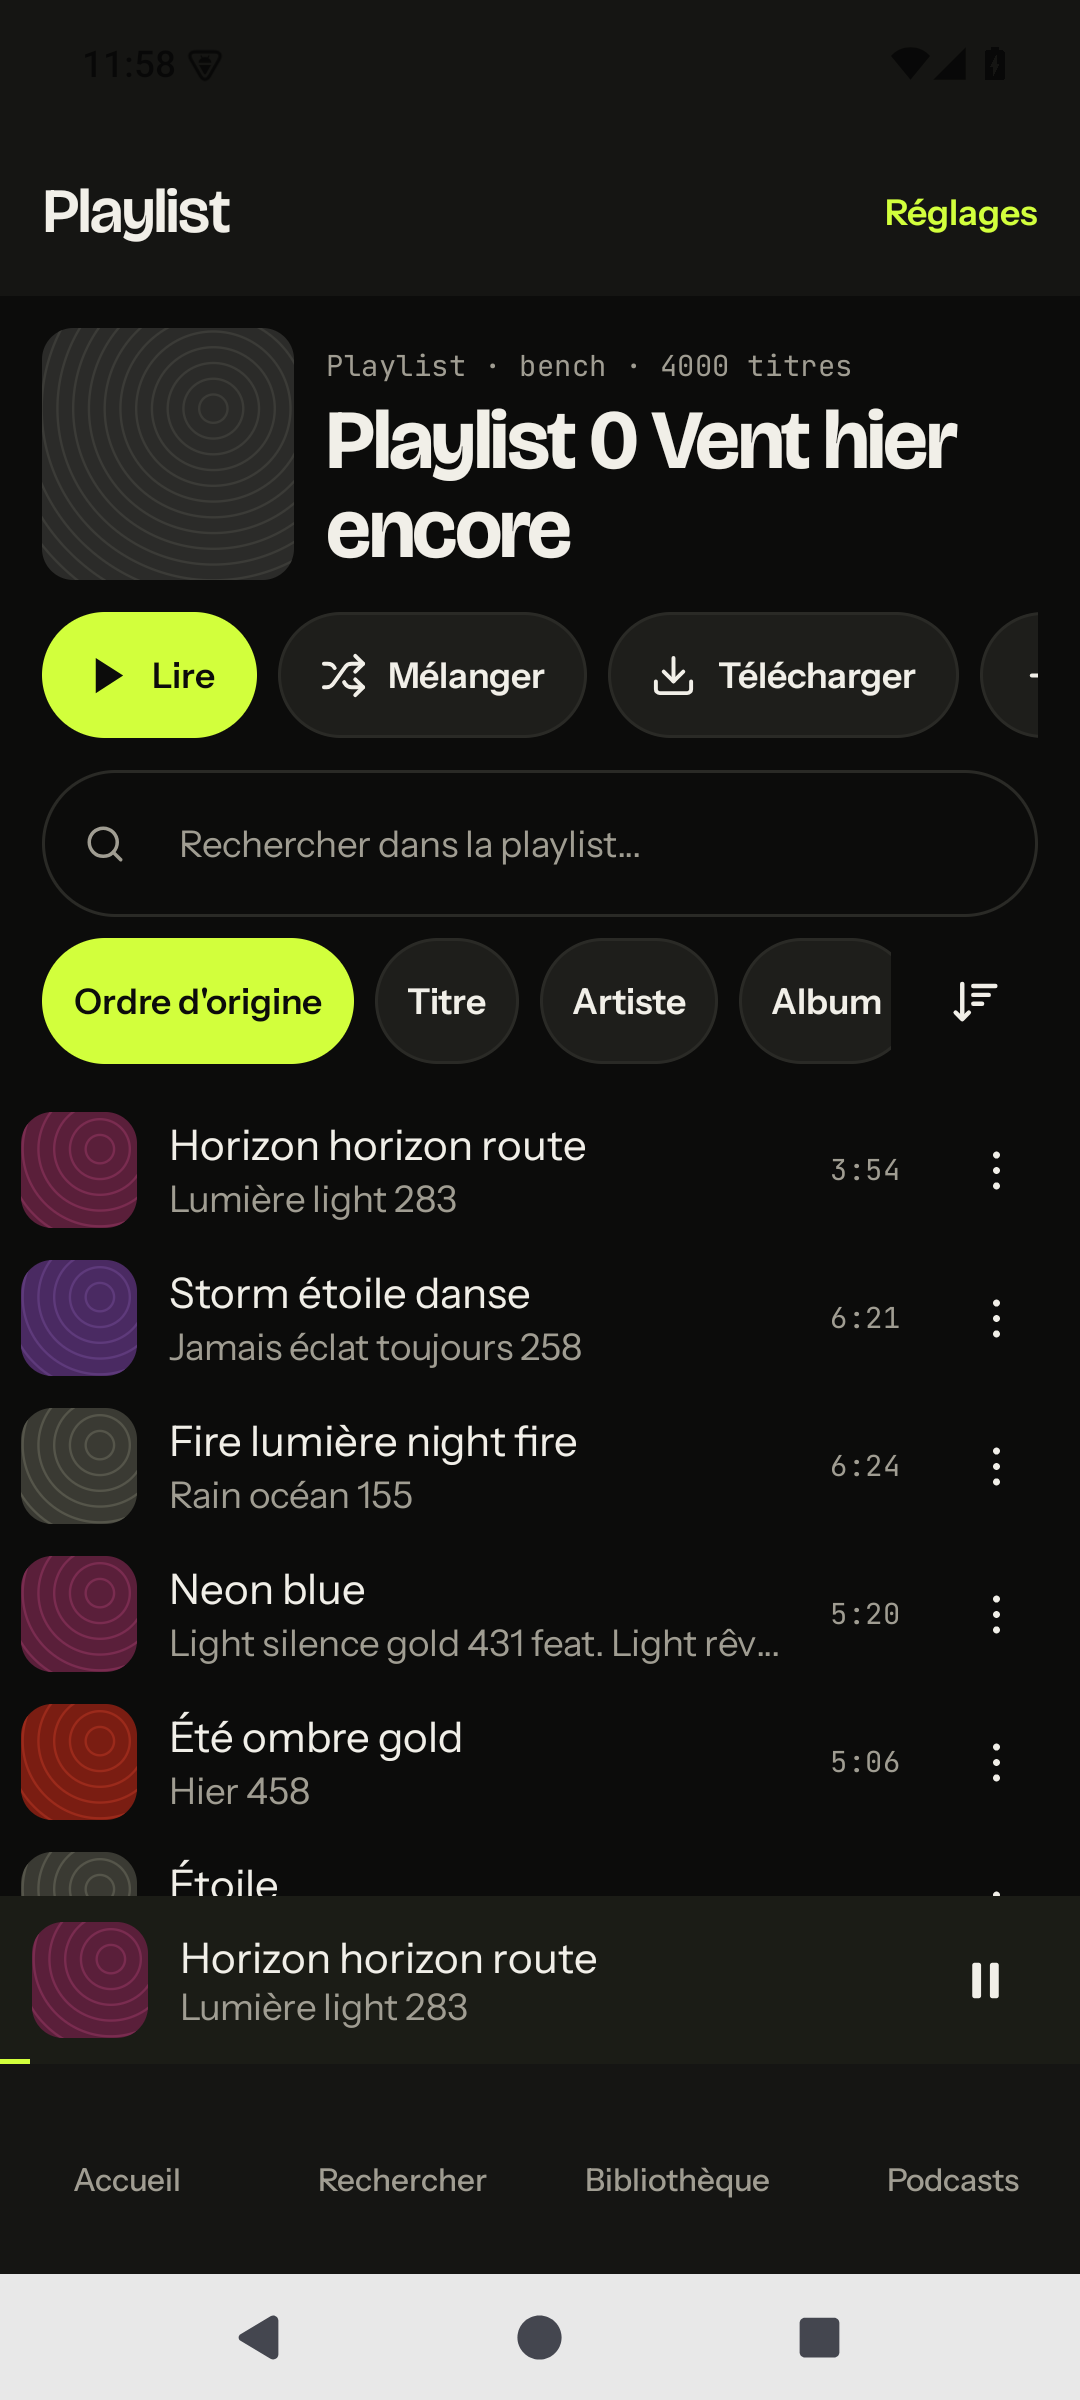 11:58
Playlist
Réglages
Playlist · bench · 4000 titres
Playlist 0 Vent hier
encore
Lire
Mélanger
Télécharger
Rechercher dans la playlist...
Ordre d'origine
Titre
Artiste
Album
Horizon horizon route
3:54
Lumière light 283
Storm étoile danse
6:21
Jamais éclat toujours 258
Fire lumière night fire
6:24
Rain océan 155
Neon blue
5:20
Light silence gold 431 feat. Light rêv...
Été ombre gold
5:06
Hier 458
Étoile
Horizon horizon route
Lumière light 283
Accueil
Rechercher
Bibliothèque
Podcasts